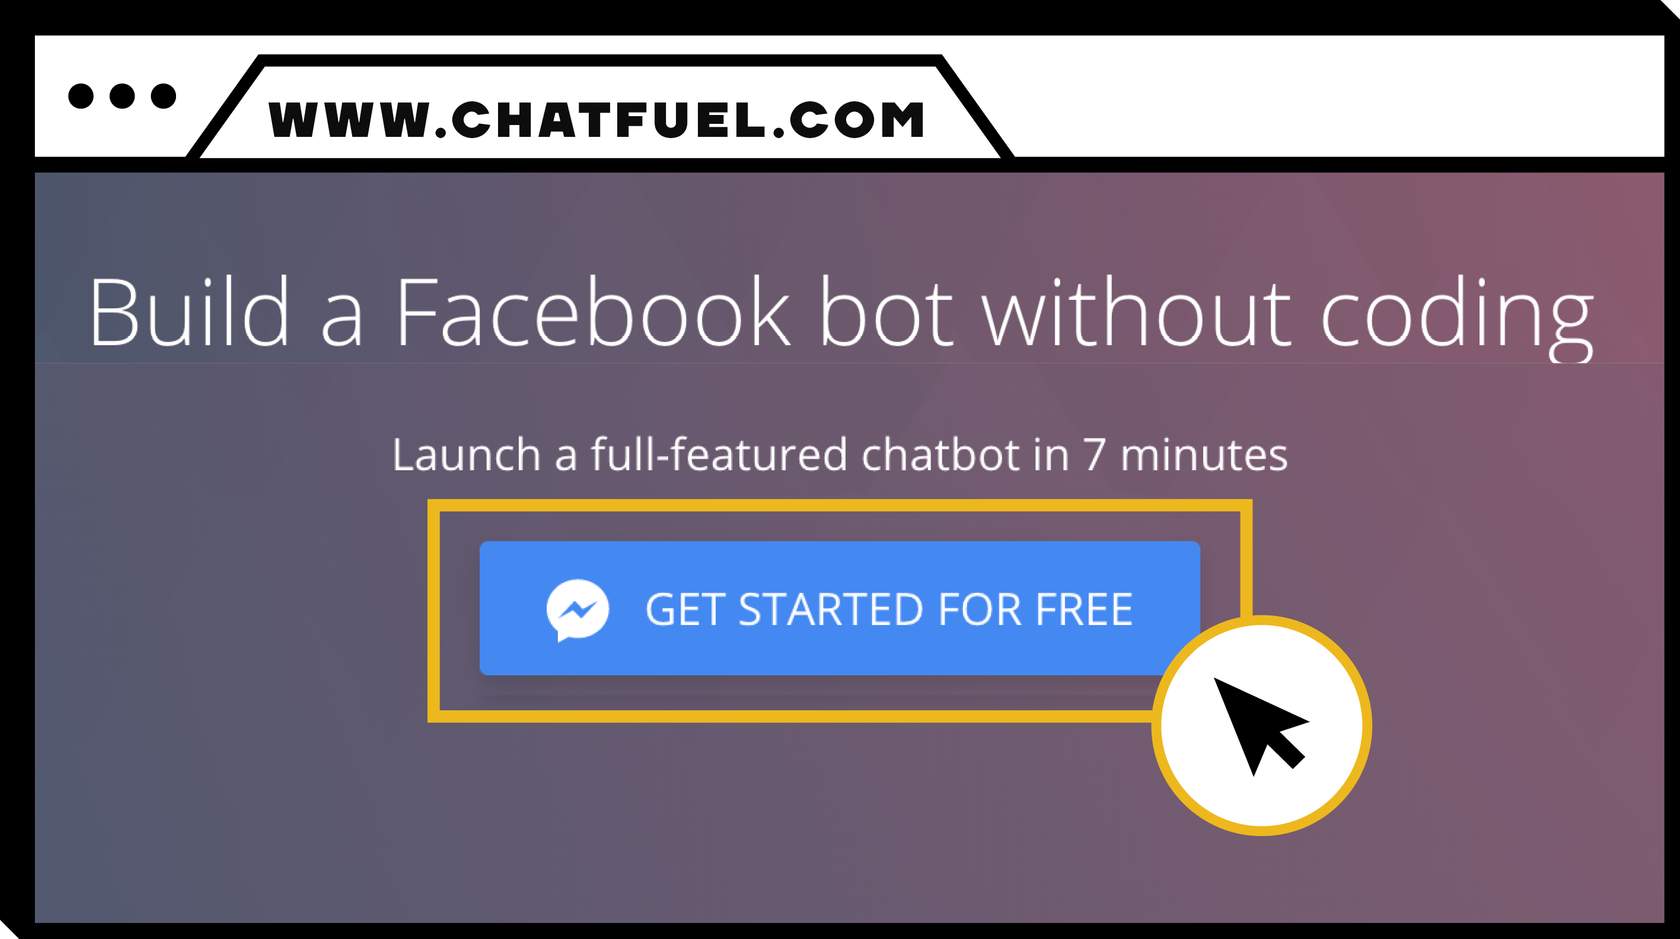 WWW.CHATFUEL.COM
Build a Facebook bot without coding
Launch a full-featured chatbot in 7 minutes
GET STARTED FOR FREE